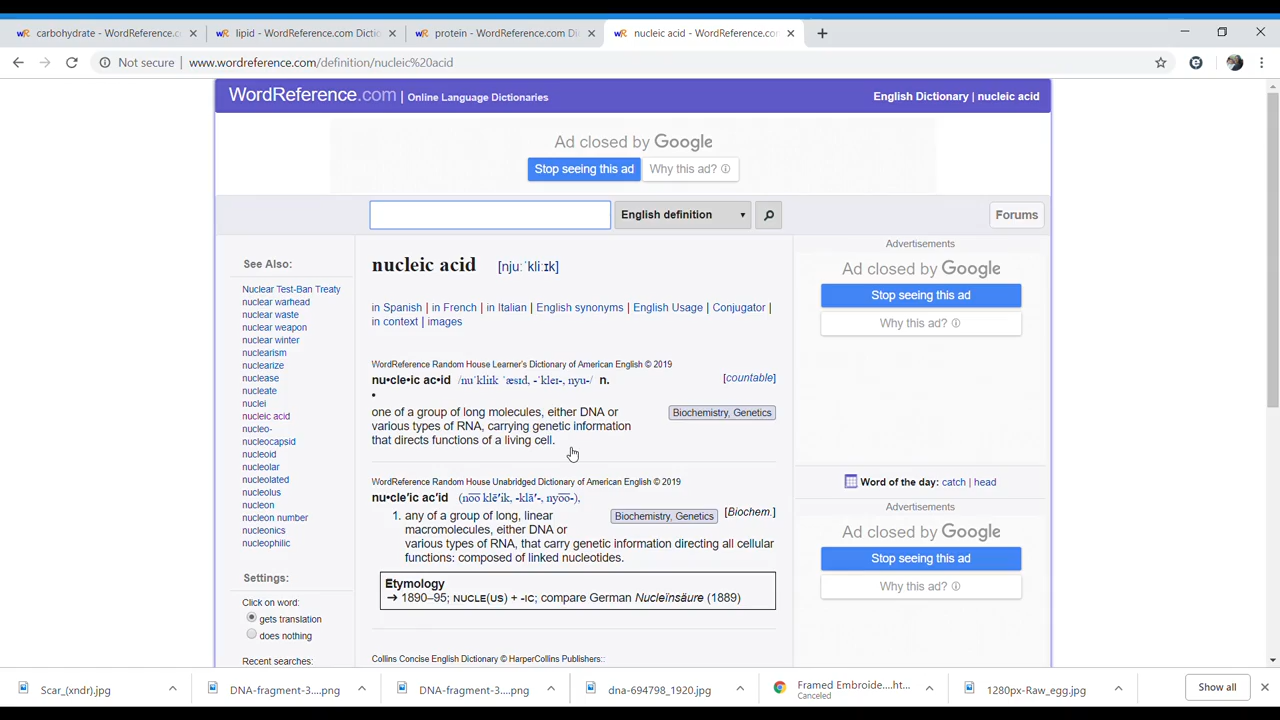 carbohydrate - WordReference.c
lipid - WordReference.com Dictio
protein - WordReference.com Di
nucleic acid - WordReference.co
Not secure | www.wordreference.com/definition/nucleic%20acid
WordReference.com | Online Language Dictionaries
English Dictionary | nucleic acid
Ad closed by Google
Stop seeing this ad
Why this ad?
English definition
Forums
See Also:
Nuclear Test-Ban Treaty
nuclear warhead
nuclear waste
nuclear weapon
nuclear winter
nuclearism
nuclearize
nuclease
nucleate
nuclei
nucleic acid
nucleo-
nucleocapsid
nucleoid
nucleolar
nucleolated
nucleolus
nucleon
nucleon number
nucleonics
nucleophilic
Settings:
Click on word:
gets translation
does nothing
Recent searches:
nucleic acid [njuːˈkliːɪk]
in Spanish | in French | in Italian | English synonyms | English Usage | Conjugator |
in context | images
WordReference Random House Learner's Dictionary of American English © 2019
nu•cle•ic ac•id /nuˈkliɪk ˈæsɪd, -ˈkleɪ-, nyu-/ n.
[countable]
•
one of a group of long molecules, either DNA or
various types of RNA, carrying genetic information
that directs functions of a living cell.
Biochemistry, Genetics
WordReference Random House Unabridged Dictionary of American English © 2019
nu•cle′ic ac′id (no͞o klē′ik, -klā′-, nyo͞o-),
[Biochem.]
Biochemistry, Genetics
1. any of a group of long, linear
macromolecules, either DNA or
various types of RNA, that carry genetic information directing all cellular
functions: composed of linked nucleotides.
Etymology
➔ 1890–95; NUCLE(US) + -IC; compare German Nucleïnsäure (1889)
Collins Concise English Dictionary © HarperCollins Publishers::
Advertisements
Ad closed by Google
Stop seeing this ad
Why this ad?
Word of the day: catch | head
Advertisements
Ad closed by Google
Stop seeing this ad
Why this ad?
Scar_(xndr).jpg
DNA-fragment-3....png
DNA-fragment-3....png
dna-694798_1920.jpg
Framed Embroide....ht...
Canceled
1280px-Raw_egg.jpg
Show all